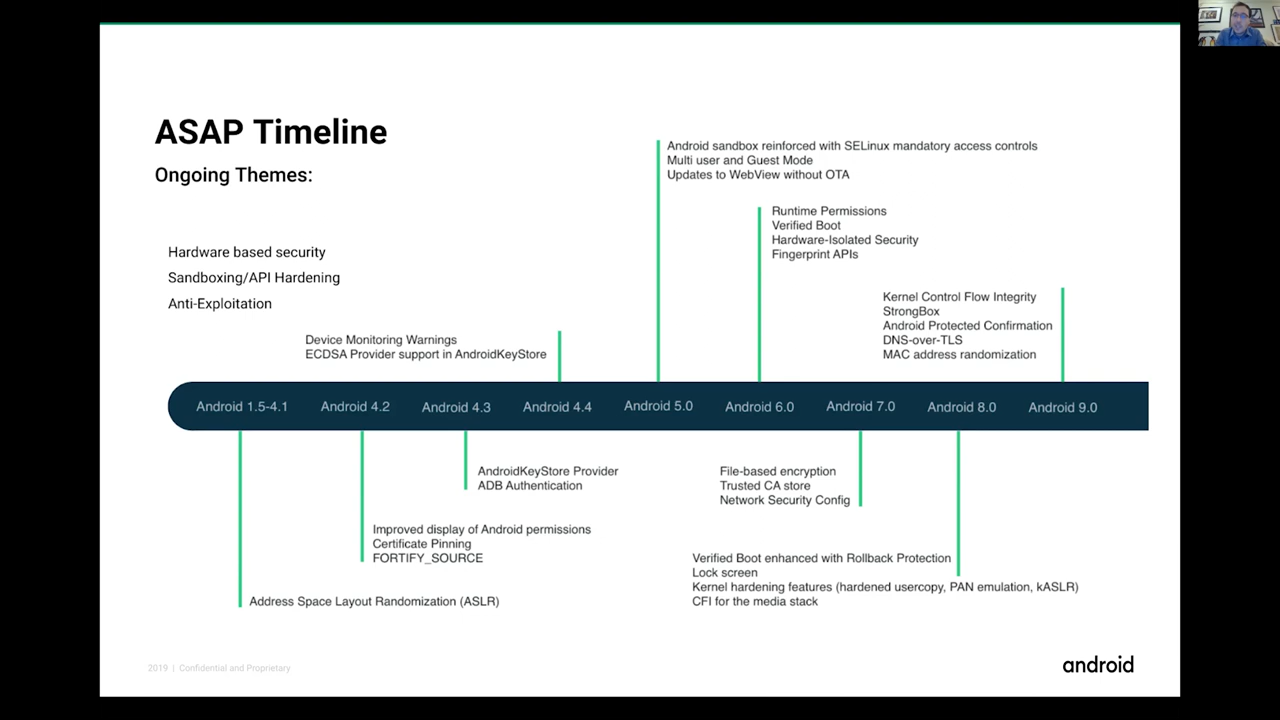 ASAP Timeline
Ongoing Themes:
Hardware based security
Sandboxing/API Hardening
Anti-Exploitation
Android sandbox reinforced with SELinux mandatory access controls
Multi user and Guest Mode
Updates to WebView without OTA
Runtime Permissions
Verified Boot
Hardware-Isolated Security
Fingerprint APIs
Kernel Control Flow Integrity
StrongBox
Android Protected Confirmation
DNS-over-TLS
MAC address randomization
Device Monitoring Warnings
ECDSA Provider support in AndroidKeyStore
Android 1.5-4.1
Android 4.2
Android 4.3
Android 4.4
Android 5.0
Android 6.0
Android 7.0
Android 8.0
Android 9.0
AndroidKeyStore Provider
ADB Authentication
File-based encryption
Trusted CA store
Network Security Config
Improved display of Android permissions
Certificate Pinning
FORTIFY_SOURCE
Verified Boot enhanced with Rollback Protection
Lock screen
Kernel hardening features (hardened usercopy, PAN emulation, kASLR)
CFI for the media stack
Address Space Layout Randomization (ASLR)
2019 | Confidential and Proprietary
android